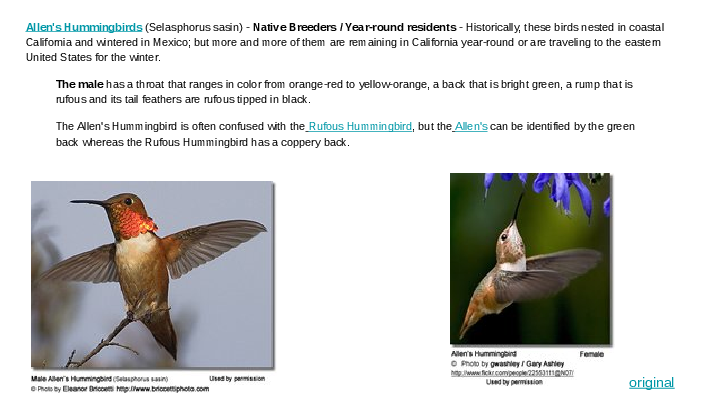 Allen's Hummingbirds (Selasphorus sasin) - Native Breeders / Year-round residents - Historically, these birds nested in coastal
California and wintered in Mexico; but more and more of them are remaining in California year-round or are traveling to the eastern
United States for the winter.
The male has a throat that ranges in color from orange-red to yellow-orange, a back that is bright green, a rump that is
rufous and its tail feathers are rufous tipped in black.
The Allen's Hummingbird is often confused with the Rufous Hummingbird, but the Allen's can be identified by the green
back whereas the Rufous Hummingbird has a coppery back.
Male Allen's Hummingbird (Selasphorus sasin) Used by permission
© Photo by Eleanor Briccetti http://www.briccettiphoto.com
Allen's Hummingbird Female
© Photo by gwashley / Gary Ashley
http://www.flickr.com/people/22553181@N07/
Used by permission
original